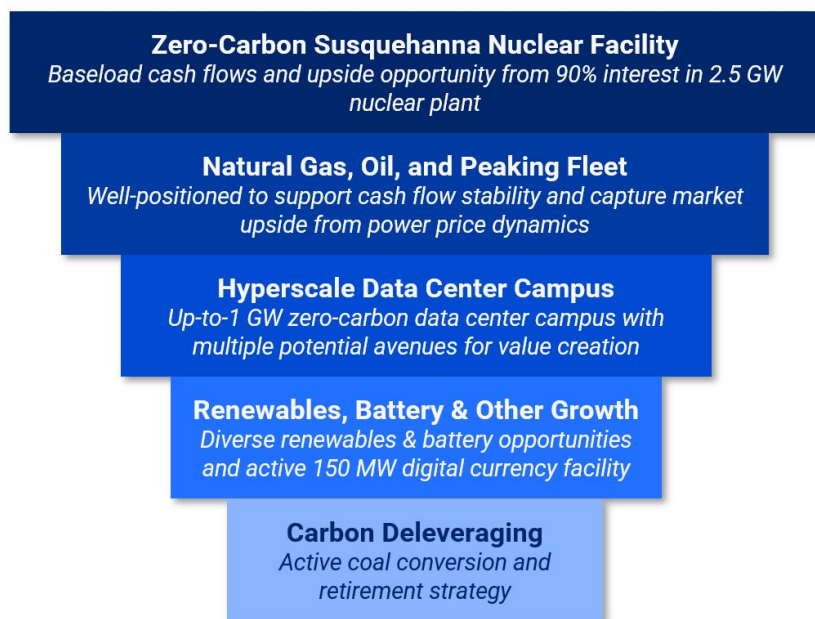 Zero-Carbon Susquehanna Nuclear Facility
Baseload cash flows and upside opportunity from 90% interest in 2.5 GW
nuclear plant
Natural Gas, Oil, and Peaking Fleet
Well-positioned to support cash flow stability and capture market
upside from power price dynamics
Hyperscale Data Center Campus
Up-to-1 GW zero-carbon data center campus with
multiple potential avenues for value creation
Renewables, Battery & Other Growth
Diverse renewables & battery opportunities
and active 150 MW digital currency facility
Carbon Deleveraging
Active coal conversion and
retirement strategy